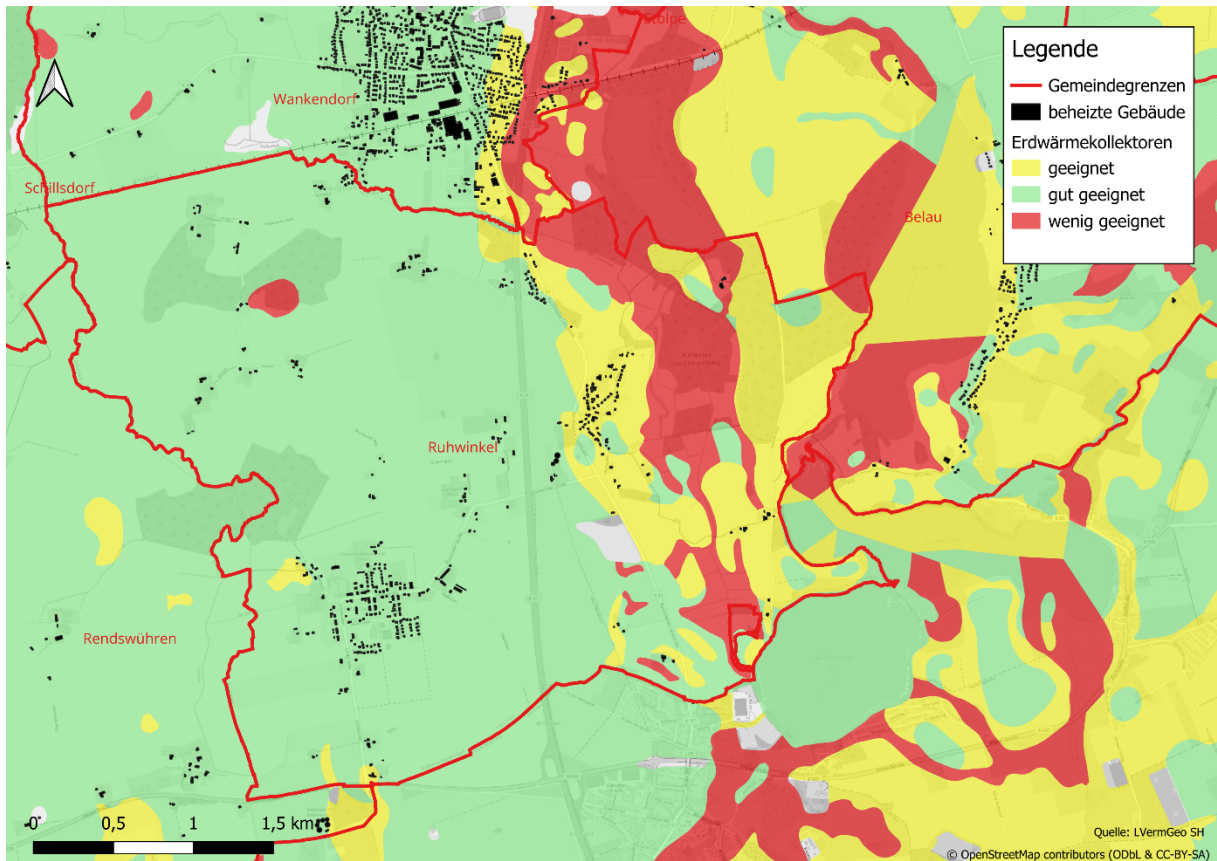 Stolpe
Wankendorf
Schillsdorf
Belau
Ruhwinkel
Rendswühren
Legende
Gemeindegrenzen
beheizte Gebäude
Erdwärmekollektoren
geeignet
gut geeignet
wenig geeignet
0 0,5 1 1,5 km
Quelle: LVermGeo SH
© OpenStreetMap contributors (ODbL & CC-BY-SA)